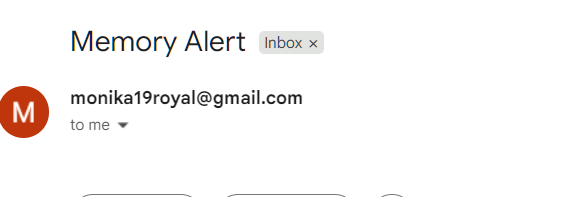 Memory Alert Inbox ×
M
monika19royal@gmail.com
to me